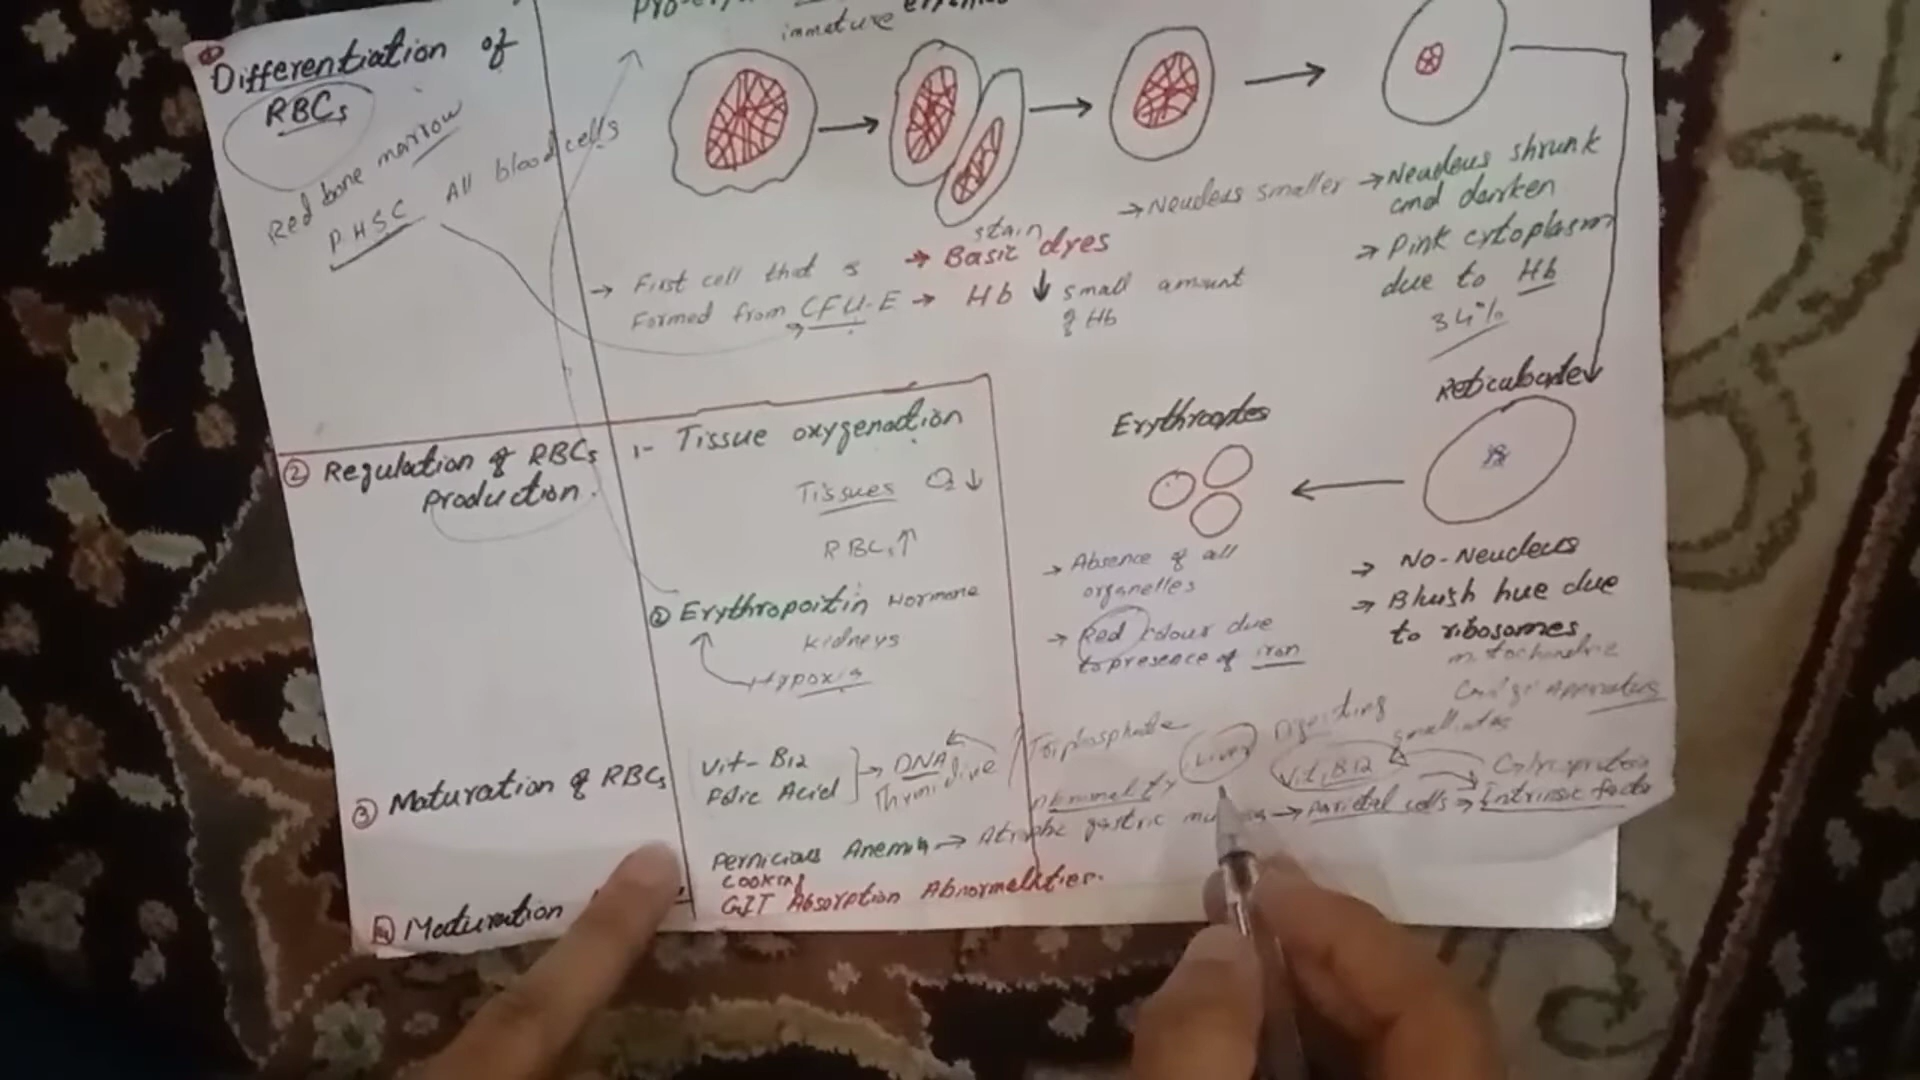 Differentiation of
RBCs
Red bone marrow
PHSC All blood cells
immeture
→ First cell that is
Formed from CFU-E
stain
→ Basic dyes
→ Hb ↓ small amount
of Hb
→ Neucleus smaller
→ Neucleus shrunk
and darken
→ Pink cytoplasm
due to Hb
34%
Reticulocyte
→ No-Neucleus
→ Bluish hue due
to ribosomes
mitochondria
Golgi Apparatus
Erythrocytes
→ Absence of all
organelles
→ Red colour due
to presence of iron
② Regulation of RBCs
production.
1- Tissue oxygenation
Tissues O₂ ↓
RBCs ↑
② Erythropoitin Hormone
kidneys
Hypoxia
③ Maturation of RBCs
Vit-B12
Folic Acid
→ DNA
Triphosphate
Abnormality
Liver
Digesting
Vit.B12
Pernicious Anemia → gastric → parietal cells → Intrinsic factor
cooking
GIT Absorption Abnormalities.
④ Maturation